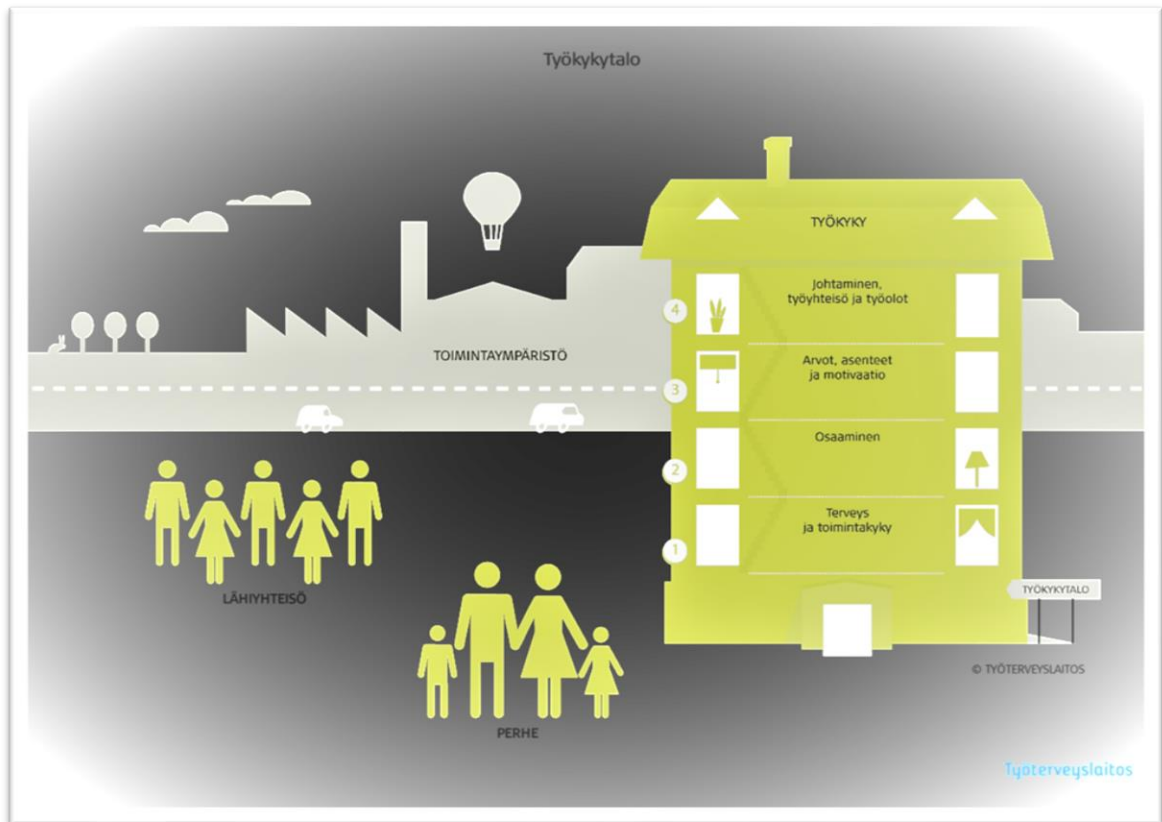 Työkykytalo
TYÖKYKY
4
Johtaminen,
työyhteisö ja työolot
TOIMINTAYMPÄRISTÖ
3
Arvot, asenteet
ja motivaatio
2
Osaaminen
1
Terveys
ja toimintakyky
LÄHIYHTEISÖ
PERHE
TYÖKYKYTALO
© TYÖTERVEYSLAITOS
Työterveyslaitos